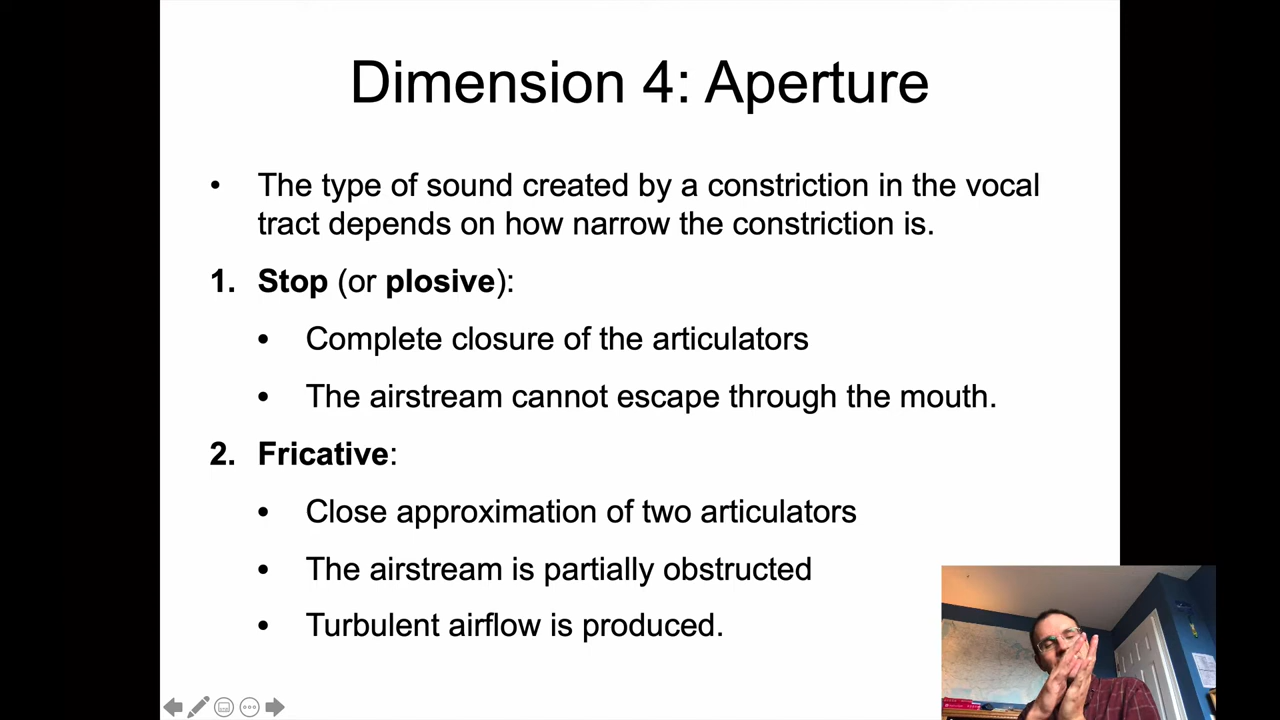 Dimension 4: Aperture
• The type of sound created by a constriction in the vocal
tract depends on how narrow the constriction is.
1. Stop (or plosive):
• Complete closure of the articulators
• The airstream cannot escape through the mouth.
2. Fricative:
• Close approximation of two articulators
• The airstream is partially obstructed
• Turbulent airflow is produced.